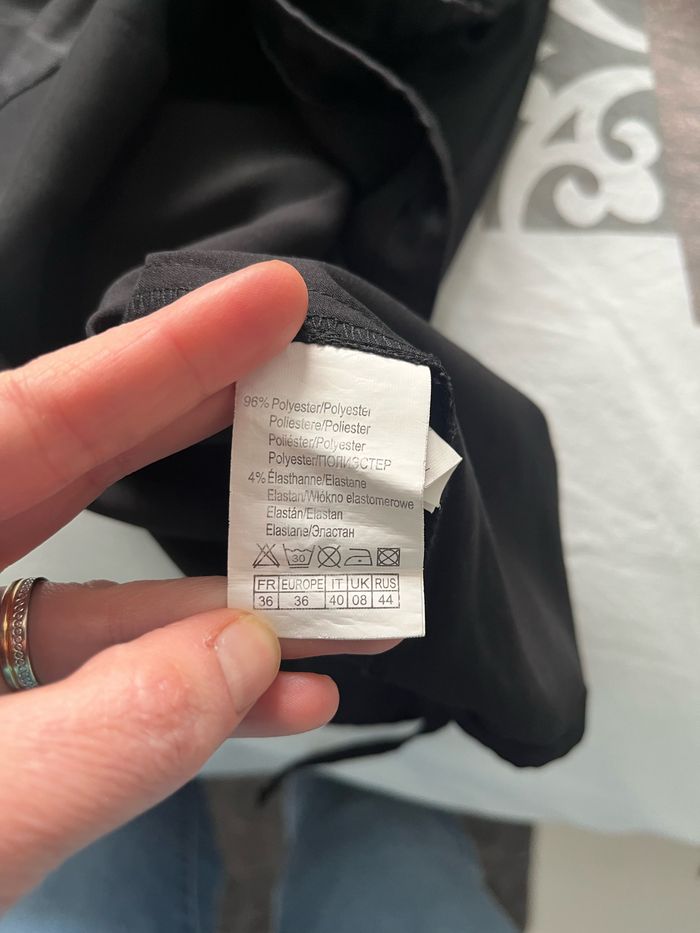 96% Polyester/Polyester
Poliestere/Poliester
Poliéster/Polyester
Polyester/ПОЛИЭСТЕР
4% Élasthanne/Elastane
Elastan/Włókno elastomerowe
Elastán/Elastan
Elastane/Эластан
30
FR EUROPE IT UK RUS
36 36 40 08 44